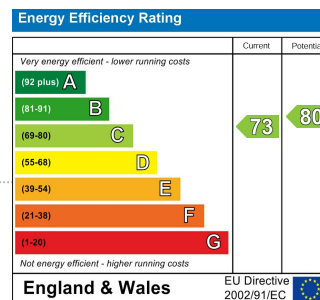 Energy Efficiency Rating
Current
Very energy efficient - lower running costs
(92 plus) A
(81-91) B
(69-80) C
(55-68) D
(39-54) E
(21-38) F
(1-20) G
73
80
Not energy efficient - higher running costs
England & Wales
EU Directive
2002/91/EC